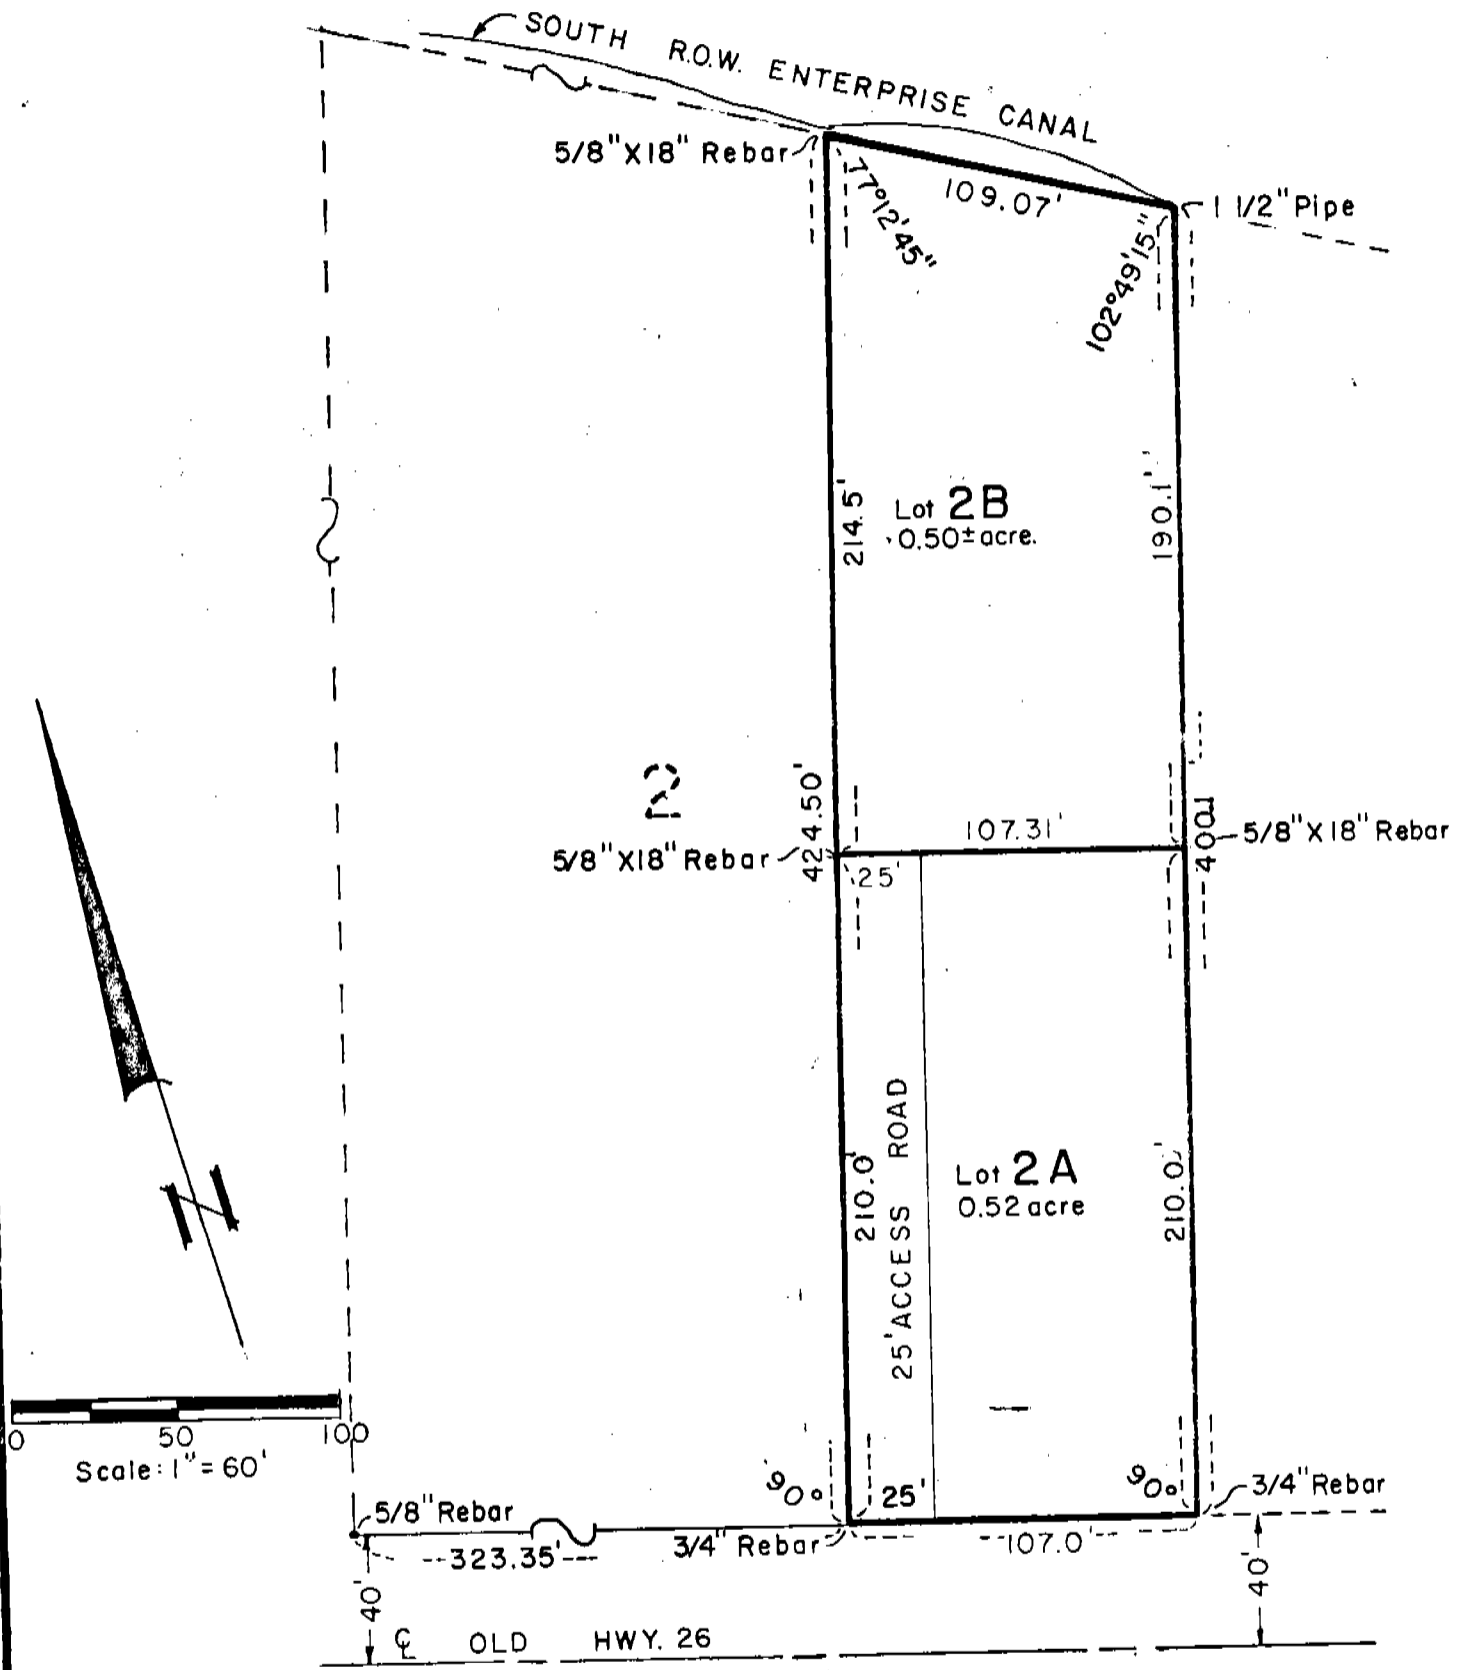 SOUTH R.O.W. ENTERPRISE CANAL
5/8"X18" Rebar
109.07'
1 1/2" Pipe
77°12'45"
102°49'15"
214.5'
Lot 2B
0.50± acre.
190.1'
2
424.50'
107.31'
400.1
5/8"X18" Rebar
5/8"X18" Rebar
25'
25' ACCESS ROAD
210.0'
Lot 2A
0.52 acre
210.0'
N
0 50 100
Scale: 1" = 60'
90°
25'
90°
3/4" Rebar
5/8" Rebar
323.35'
3/4" Rebar
107.0'
40'
40'
℄ OLD HWY. 26